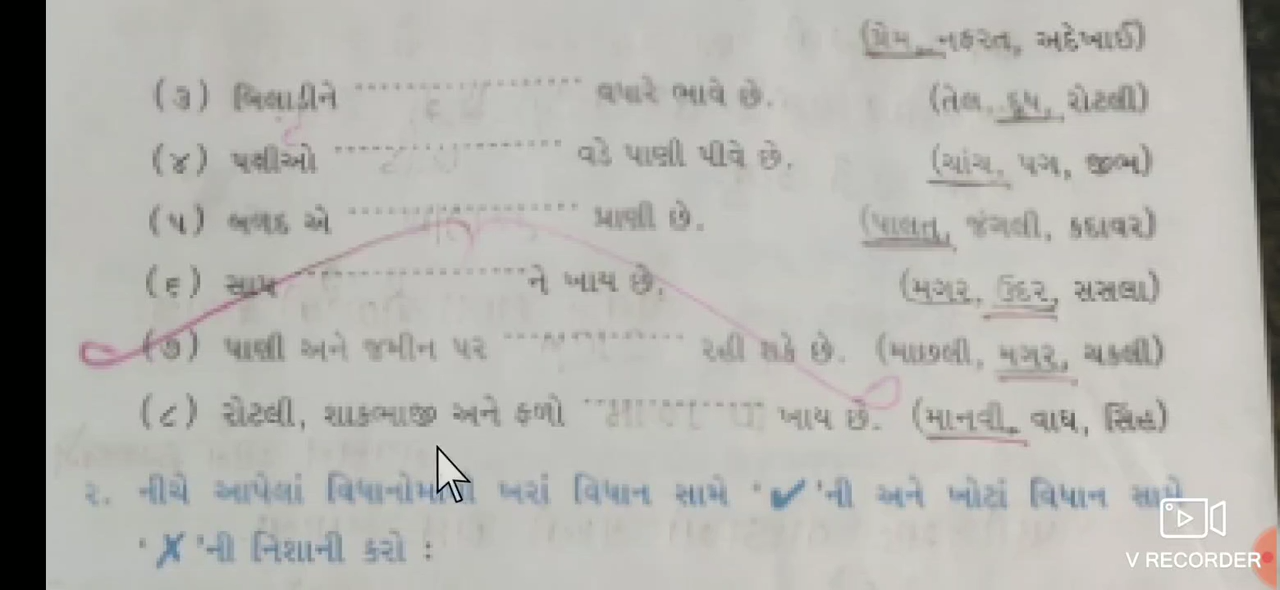 (પ્રેમ, નફરત, અદેખાઈ)
(૩) બિલાડીને ............ વધારે ભાવે છે. (તેલ, દૂધ, રોટલી)
(૪) પક્ષીઓ ............ વડે પાણી પીવે છે. (ચાંચ, પગ, જીભ)
(૫) બળદ એ ............ પ્રાણી છે. (પાલતુ, જંગલી, કદાવર)
(૬) સાપ ............ને ખાય છે. (મગર, ઉંદર, સસલા)
(૭) પાણી અને જમીન પર ............ રહી શકે છે. (માછલી, મગર, ચકલી)
(૮) રોટલી, શાકભાજી અને ફળો ............ ખાય છે. (માનવી, વાઘ, સિંહ)
૨. નીચે આપેલાં વિધાનોમાંથી ખરાં વિધાન સામે '✔'ની અને ખોટાં વિધાન સામે
'✗'ની નિશાની કરો :
V RECORDER